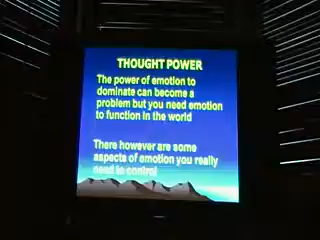 THOUGHT POWER
The power of emotion to
dominate can become a
problem but you need emotion
to function in the world
There however are some
aspects of emotion you really
need to control